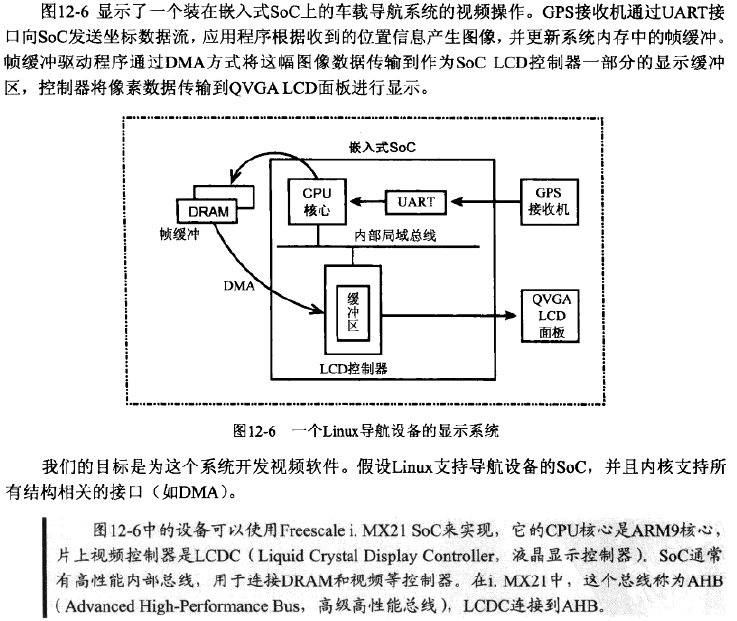 图12-6 显示了一个装在嵌入式SoC上的车载导航系统的视频操作。GPS接收机通过UART接
口向SoC发送坐标数据流，应用程序根据收到的位置信息产生图像，并更新系统内存中的帧缓冲。
帧缓冲驱动程序通过DMA方式将这幅图像数据传输到作为SoC LCD控制器一部分的显示缓冲
区，控制器将像素数据传输到QVGA LCD面板进行显示。
嵌入式SoC
CPU
核心
UART
GPS
接收机
DRAM
帧缓冲
内部局域总线
DMA
缓
冲
区
QVGA
LCD
面板
LCD控制器
图12-6 一个Linux导航设备的显示系统
我们的目标是为这个系统开发视频软件。假设Linux支持导航设备的SoC，并且内核支持所
有结构相关的接口（如DMA）。
图12-6中的设备可以使用Freescale i. MX21 SoC来实现，它的CPU核心是ARM9核心，
片上视频控制器是LCDC（Liquid Crystal Display Controller，液晶显示控制器）。SoC通常
有高性能内部总线，用于连接DRAM和视频等控制器。在i. MX21中，这个总线称为AHB
（Advanced High-Performance Bus，高级高性能总线），LCDC连接到AHB。